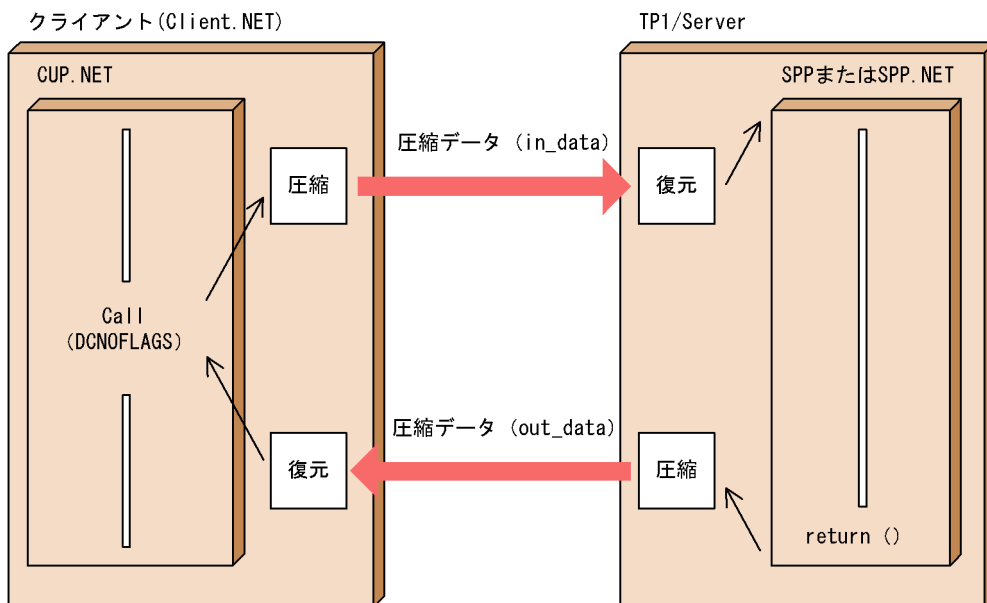 クライアント(Client.NET)
TP1/Server
CUP.NET
SPPまたはSPP.NET
圧縮データ (in_data)
圧縮
復元
Call
(DCNOFLAGS)
圧縮データ (out_data)
復元
圧縮
return ()